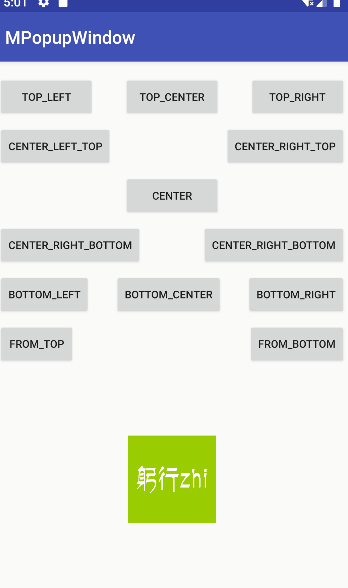 5:01
MPopupWindow
TOP_LEFT TOP_CENTER TOP_RIGHT
CENTER_LEFT_TOP CENTER_RIGHT_TOP
CENTER
CENTER_RIGHT_BOTTOM CENTER_RIGHT_BOTTOM
BOTTOM_LEFT BOTTOM_CENTER BOTTOM_RIGHT
FROM_TOP FROM_BOTTOM
躬行zhi